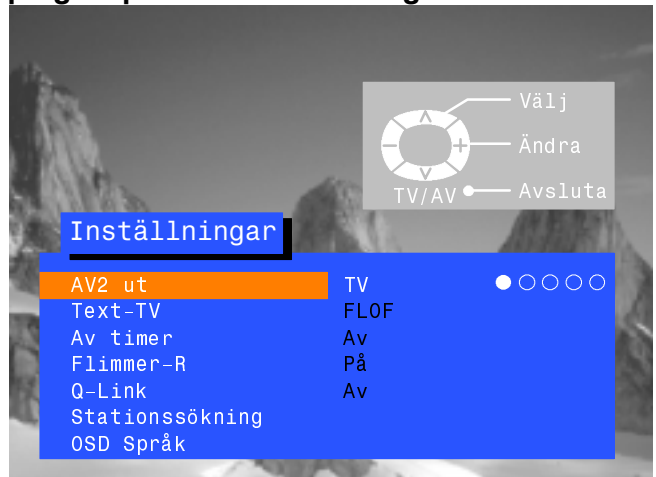 Välj
Ändra
TV/AV Avsluta
Inställningar
AV2 ut TV
Text-TV FLOF
Av timer Av
Flimmer-R På
Q-Link Av
Stationssökning
OSD Språk